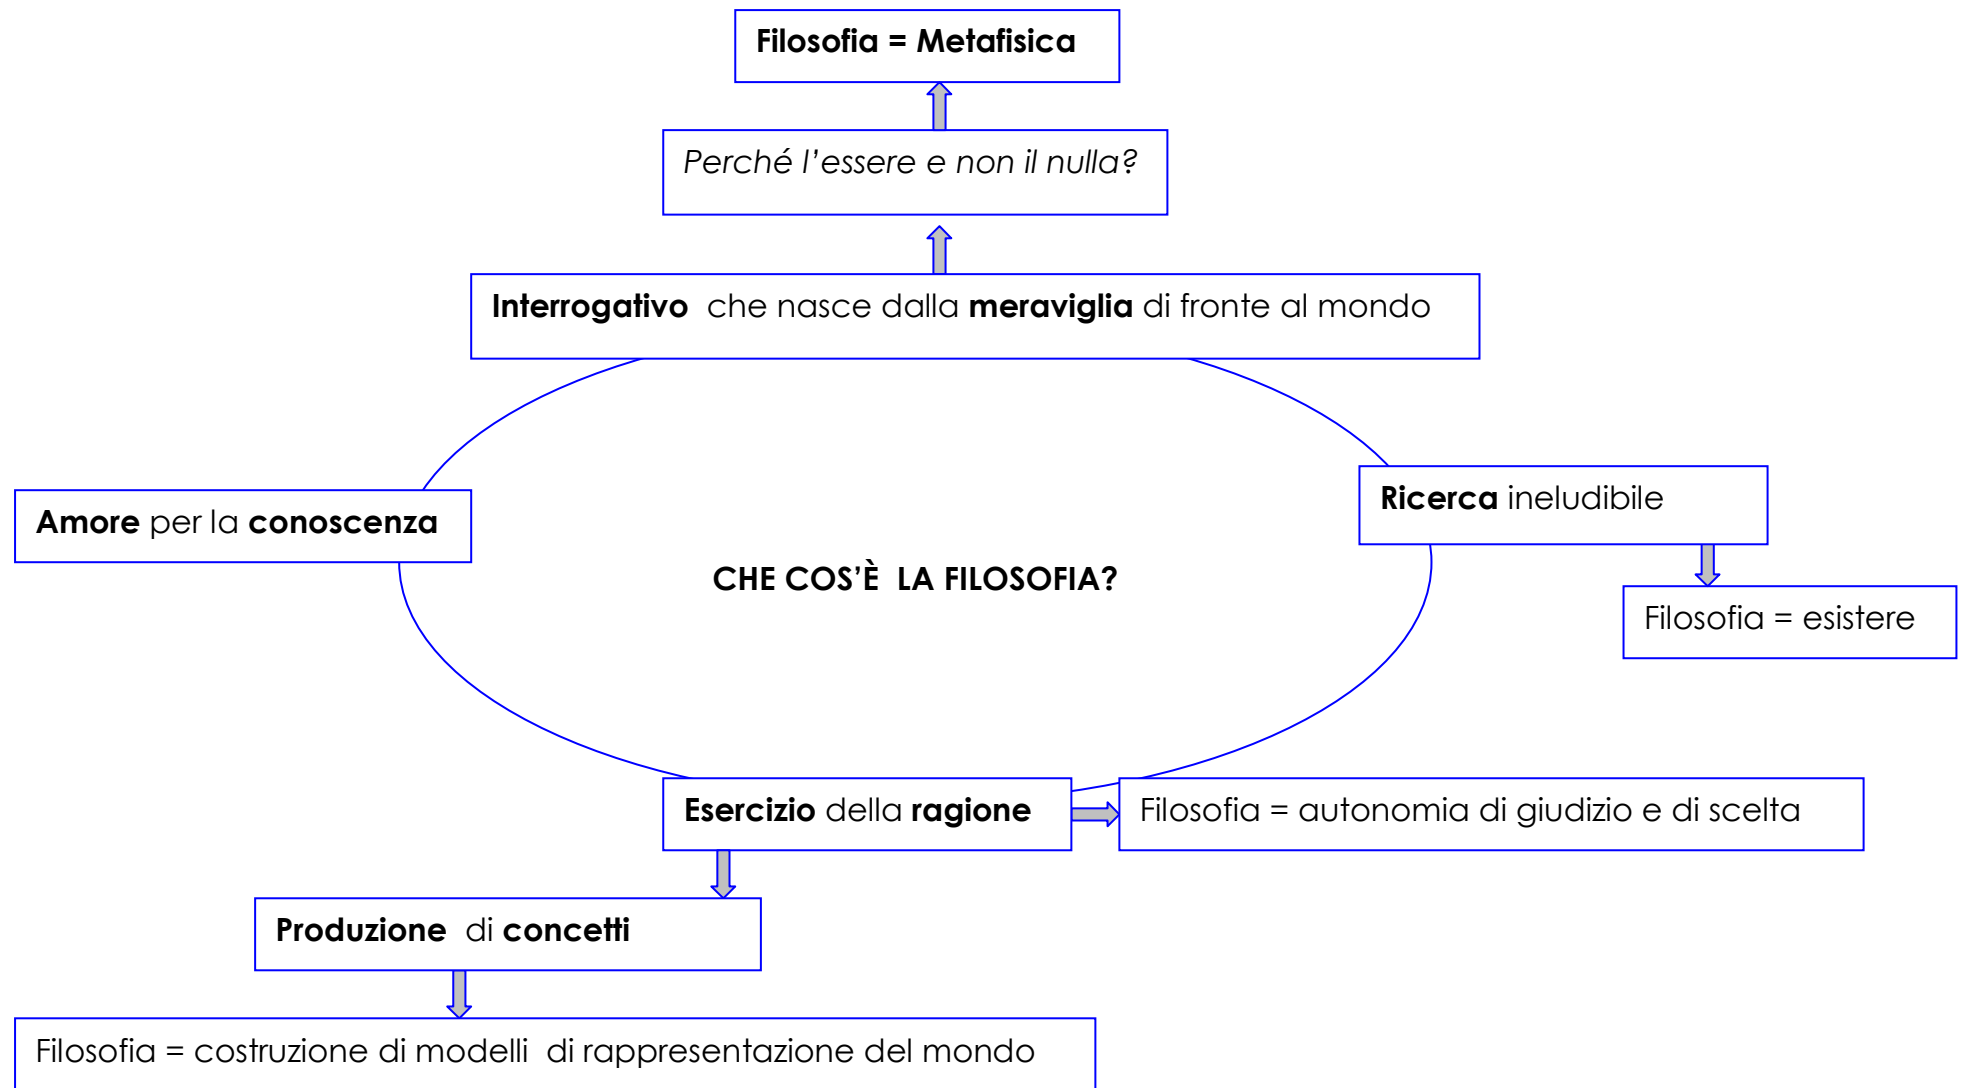 Filosofia = Metafisica
Perché l’essere e non il nulla?
Interrogativo che nasce dalla meraviglia di fronte al mondo
Ricerca ineludibile
Amore per la conoscenza
CHE COS’È LA FILOSOFIA?
Filosofia = esistere
Esercizio della ragione
Filosofia = autonomia di giudizio e di scelta
Produzione di concetti
Filosofia = costruzione di modelli di rappresentazione del mondo